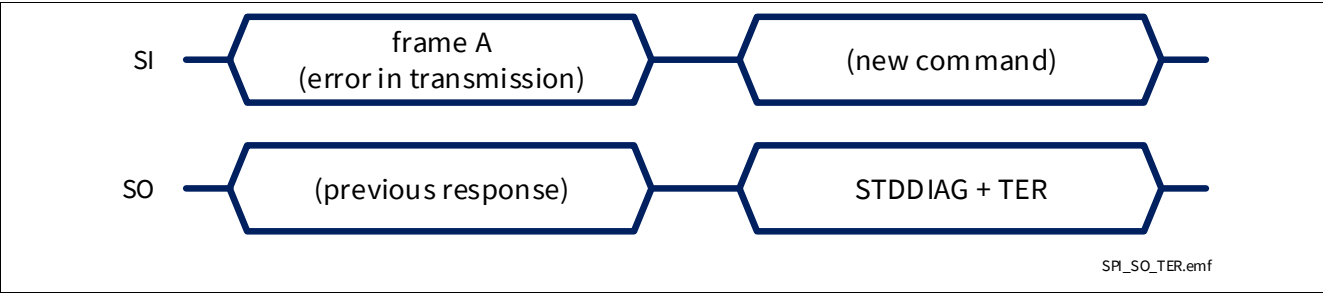 SI
frame A
(error in transmission)
(new command)
SO
(previous response)
STDDIAG + TER
SPI_SO_TER.emf